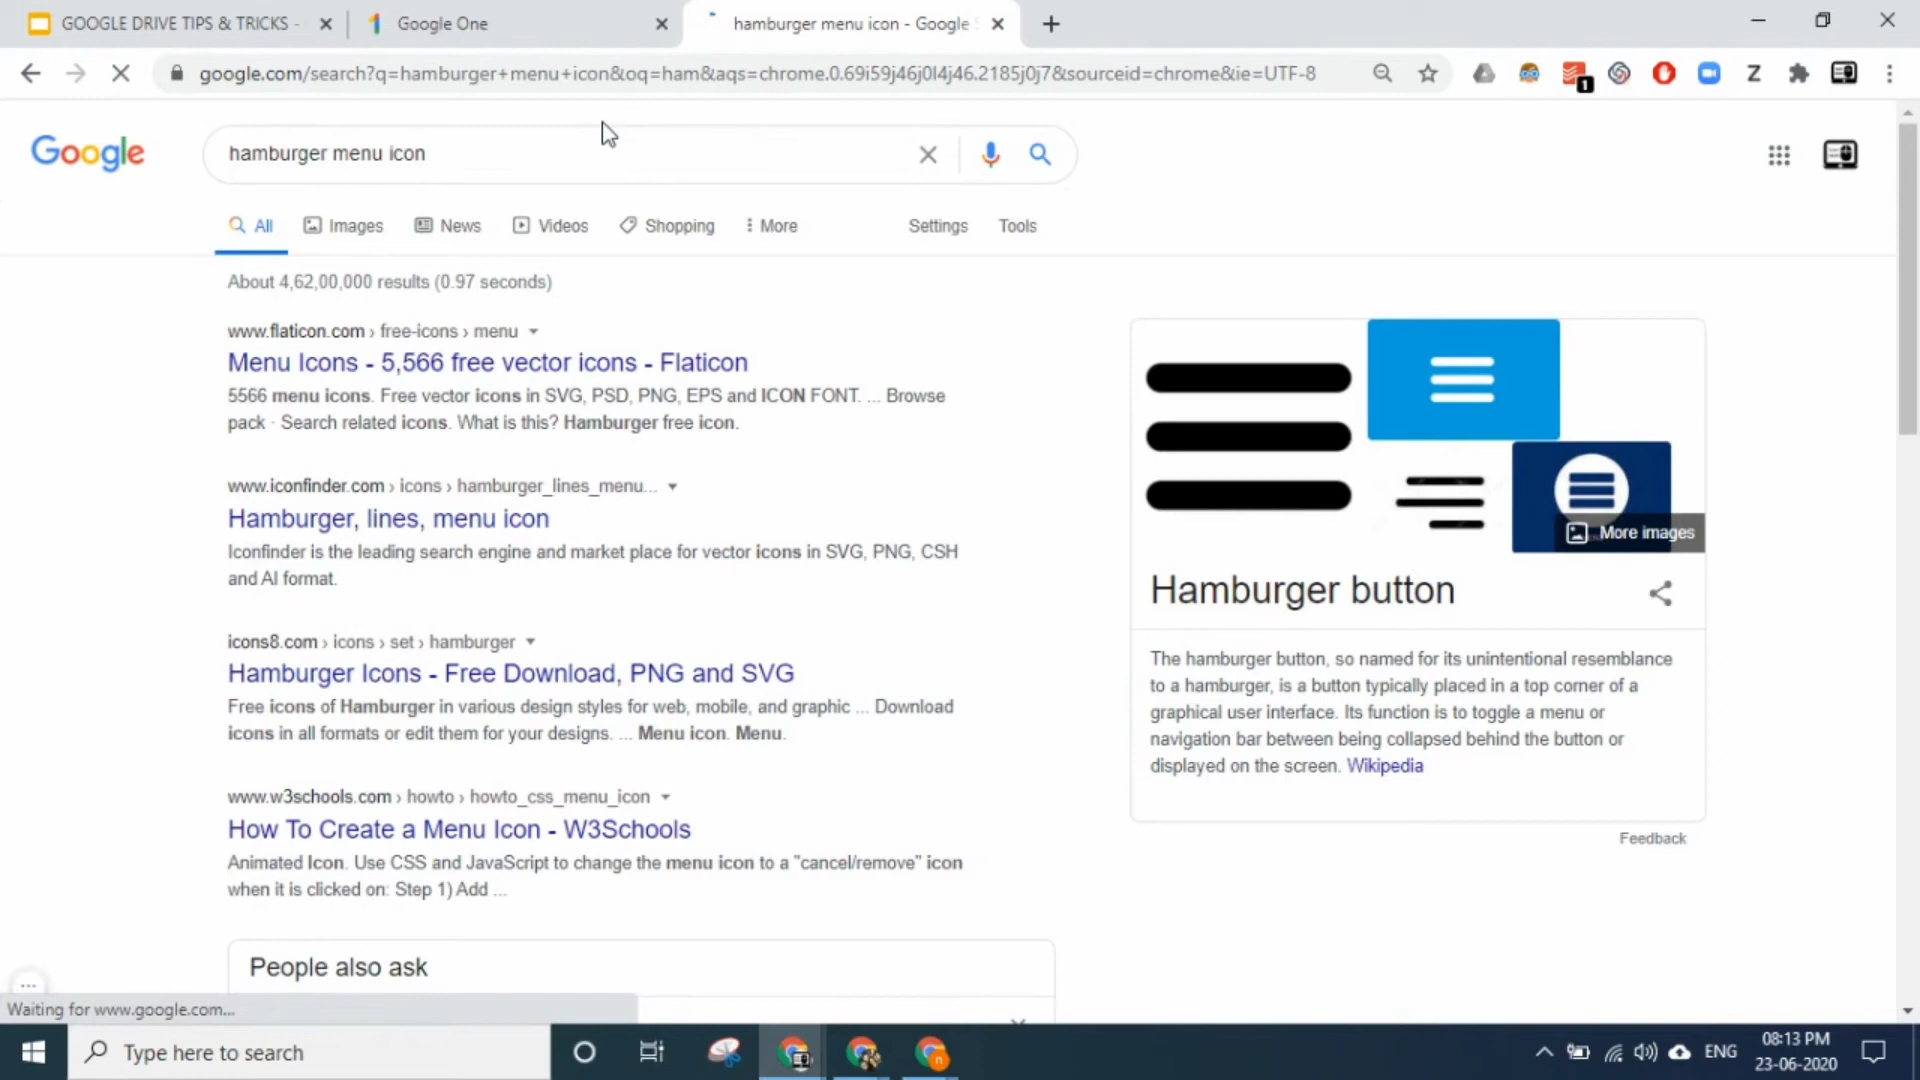 GOOGLE DRIVE TIPS & TRICKS -
Google One
hamburger menu icon - Google S
google.com/search?q=hamburger+menu+icon&oq=ham&aqs=chrome.0.69i59j46j0l4j46.2185j0j7&sourceid=chrome&ie=UTF-8
1
Z
Google
hamburger menu icon
All
Images
News
Videos
Shopping
More
Settings
Tools
About 4,62,00,000 results (0.97 seconds)
www.flaticon.com › free-icons › menu
Menu Icons - 5,566 free vector icons - Flaticon
5566 menu icons. Free vector icons in SVG, PSD, PNG, EPS and ICON FONT. ... Browse
pack · Search related icons. What is this? Hamburger free icon.
www.iconfinder.com › icons › hamburger_lines_menu...
Hamburger, lines, menu icon
Iconfinder is the leading search engine and market place for vector icons in SVG, PNG, CSH
and AI format.
icons8.com › icons › set › hamburger
Hamburger Icons - Free Download, PNG and SVG
Free icons of Hamburger in various design styles for web, mobile, and graphic ... Download
icons in all formats or edit them for your designs. ... Menu icon. Menu.
www.w3schools.com › howto › howto_css_menu_icon
How To Create a Menu Icon - W3Schools
Animated Icon. Use CSS and JavaScript to change the menu icon to a "cancel/remove" icon
when it is clicked on: Step 1) Add ...
People also ask
More images
Hamburger button
The hamburger button, so named for its unintentional resemblance
to a hamburger, is a button typically placed in a top corner of a
graphical user interface. Its function is to toggle a menu or
navigation bar between being collapsed behind the button or
displayed on the screen. Wikipedia
Feedback
Waiting for www.google.com...
Type here to search
n
ENG
08:13 PM
23-06-2020